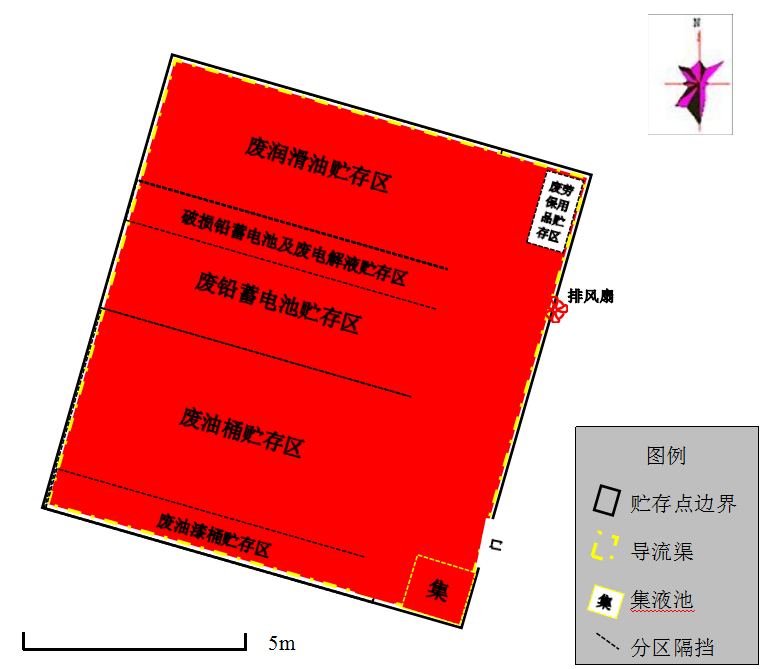 N
废润滑油贮存区
废劳
保用
品贮
存区
破损铅蓄电池及废电解液贮存区
废铅蓄电池贮存区
排风扇
废油桶贮存区
废油漆桶贮存区
门
集
图例
贮存点边界
导流渠
集 集液池
分区隔挡
5m